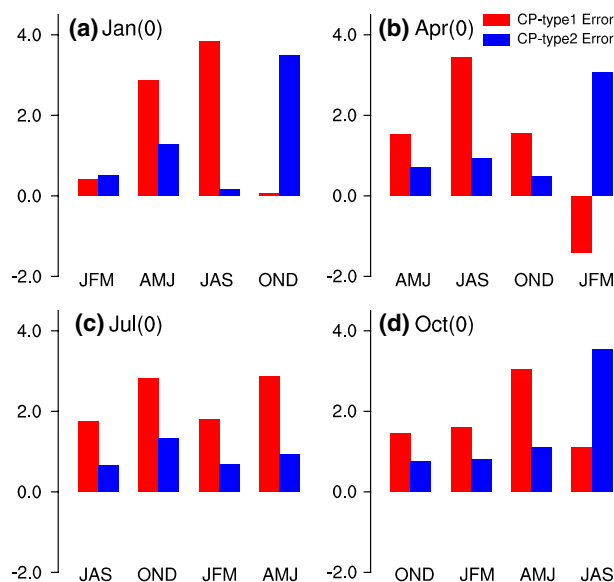 (a) Jan(0)
4.0
2.0
0.0
-2.0
JFM AMJ JAS OND
(b) Apr(0)
CP-type1 Error
CP-type2 Error
4.0
2.0
0.0
-2.0
AMJ JAS OND JFM
(c) Jul(0)
4.0
2.0
0.0
-2.0
JAS OND JFM AMJ
(d) Oct(0)
4.0
2.0
0.0
-2.0
OND JFM AMJ JAS